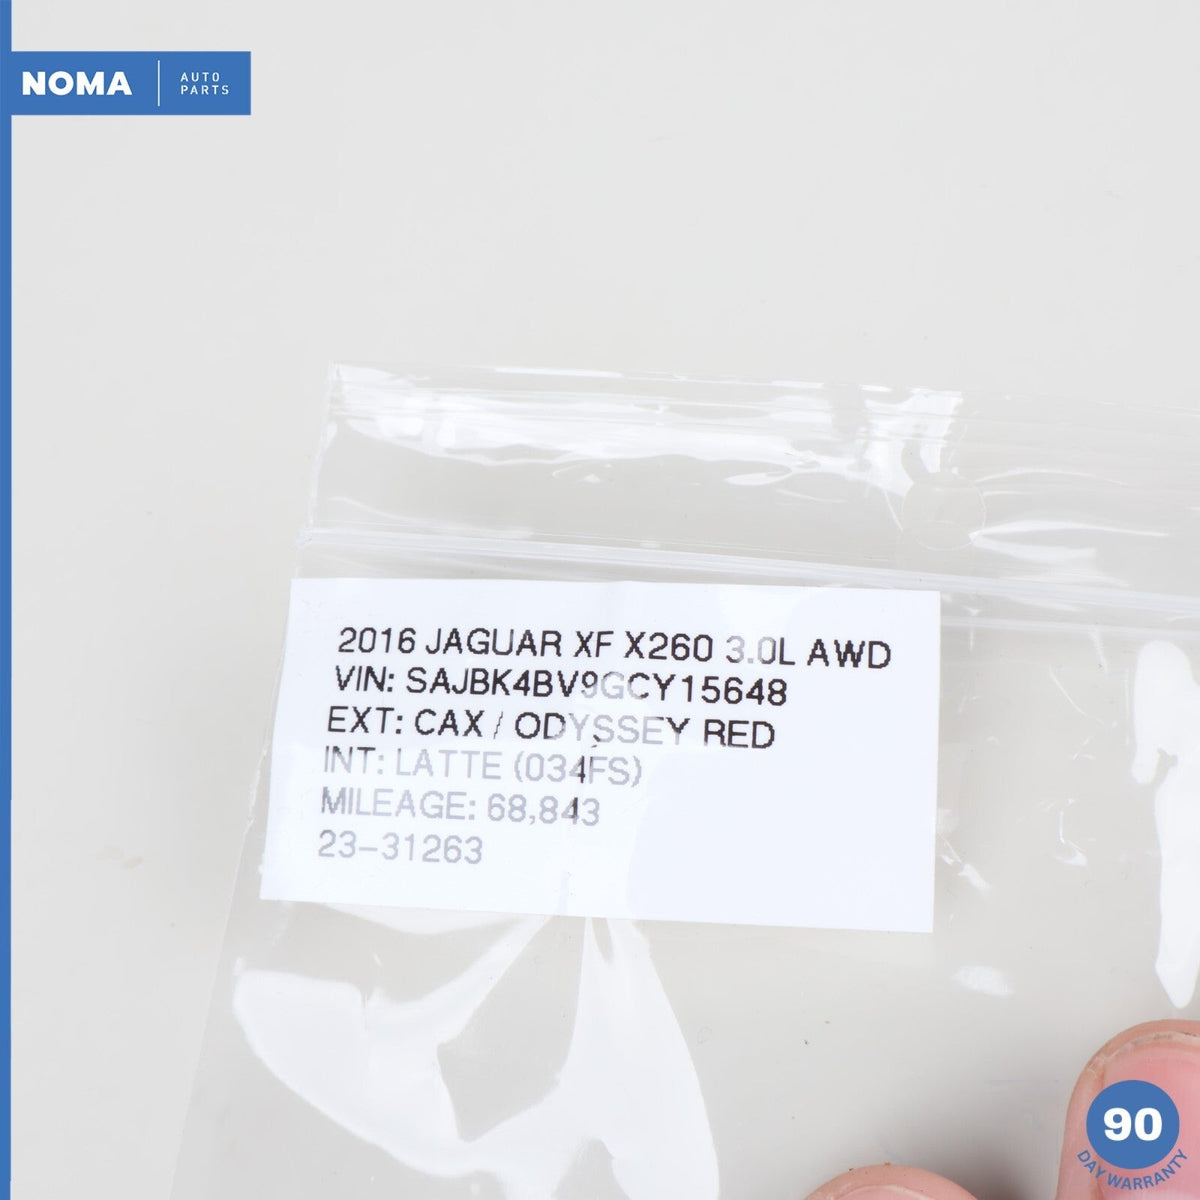 NOMA
AUTO
PARTS
2016 JAGUAR XF X260 3.0L AWD
VIN: SAJBK4BV9GCY15648
EXT: CAX / ODYSSEY RED
INT: LATTE (034FS)
MILEAGE: 68,843
23-31263
90
DAY WARRANTY